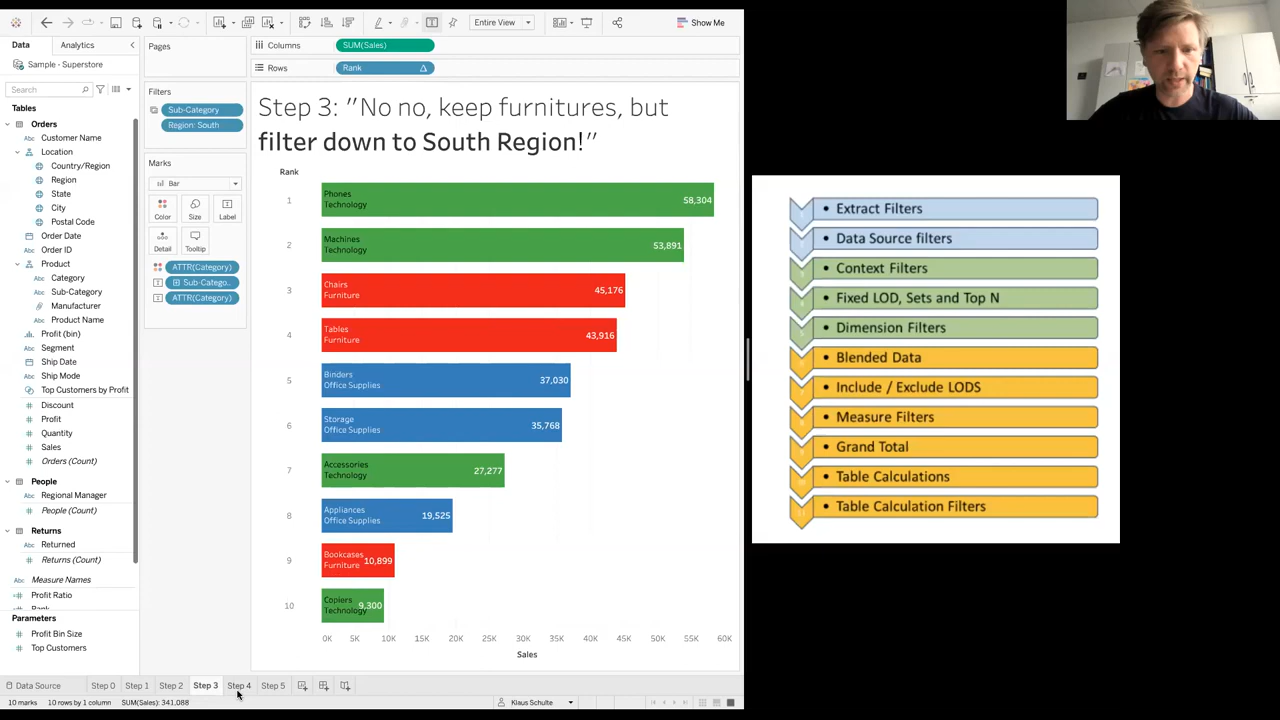 Entire View
Show Me
Data
Analytics
Sample - Superstore
Search
Tables
Orders
Customer Name
Location
Country/Region
Region
State
City
Postal Code
Order Date
Order ID
Product
Category
Sub-Category
Manufacturer
Product Name
Profit (bin)
Segment
Ship Date
Ship Mode
Top Customers by Profit
Discount
Profit
Quantity
Sales
Orders (Count)
People
Regional Manager
People (Count)
Returns
Returned
Returns (Count)
Measure Names
Profit Ratio
Rank
Parameters
Profit Bin Size
Top Customers
Pages
Filters
Sub-Category
Region: South
Marks
Bar
Color
Size
Label
Detail
Tooltip
ATTR(Category)
Sub-Catego..
ATTR(Category)
Columns
SUM(Sales)
Rows
Rank
Step 3: "No no, keep furnitures, but
filter down to South Region!"
Rank
1
Phones
Technology
58,304
2
Machines
Technology
53,891
3
Chairs
Furniture
45,176
4
Tables
Furniture
43,916
5
Binders
Office Supplies
37,030
6
Storage
Office Supplies
35,768
7
Accessories
Technology
27,277
8
Appliances
Office Supplies
19,525
9
Bookcases
Furniture
10,899
10
Copiers
Technology
9,300
0K 5K 10K 15K 20K 25K 30K 35K 40K 45K 50K 55K 60K
Sales
Data Source
Step 0
Step 1
Step 2
Step 3
Step 4
Step 5
10 marks
10 rows by 1 column
SUM(Sales): 341,088
Klaus Schulte
• Extract Filters
• Data Source filters
• Context Filters
• Fixed LOD, Sets and Top N
• Dimension Filters
• Blended Data
• Include / Exclude LODS
• Measure Filters
• Grand Total
• Table Calculations
• Table Calculation Filters